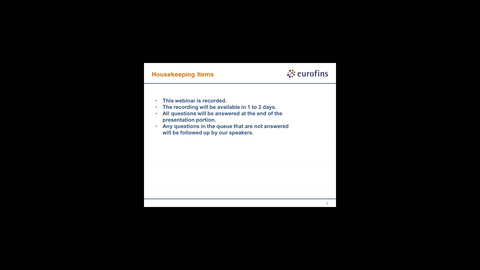 Housekeeping Items
eurofins
• This webinar is recorded.
• The recording will be available in 1 to 2 days.
• All questions will be answered at the end of the
presentation portion.
• Any questions in the queue that are not answered
will be followed up by our speakers.